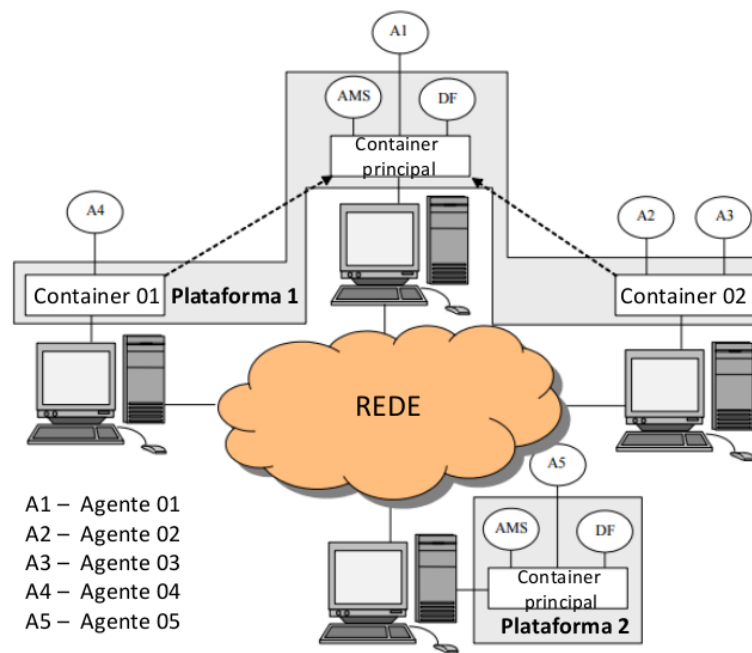 A1
AMS
DF
Container
principal
A4
A2
A3
Container 01
Plataforma 1
Container 02
REDE
A5
A1 – Agente 01
A2 – Agente 02
A3 – Agente 03
A4 – Agente 04
A5 – Agente 05
AMS
DF
Container
principal
Plataforma 2